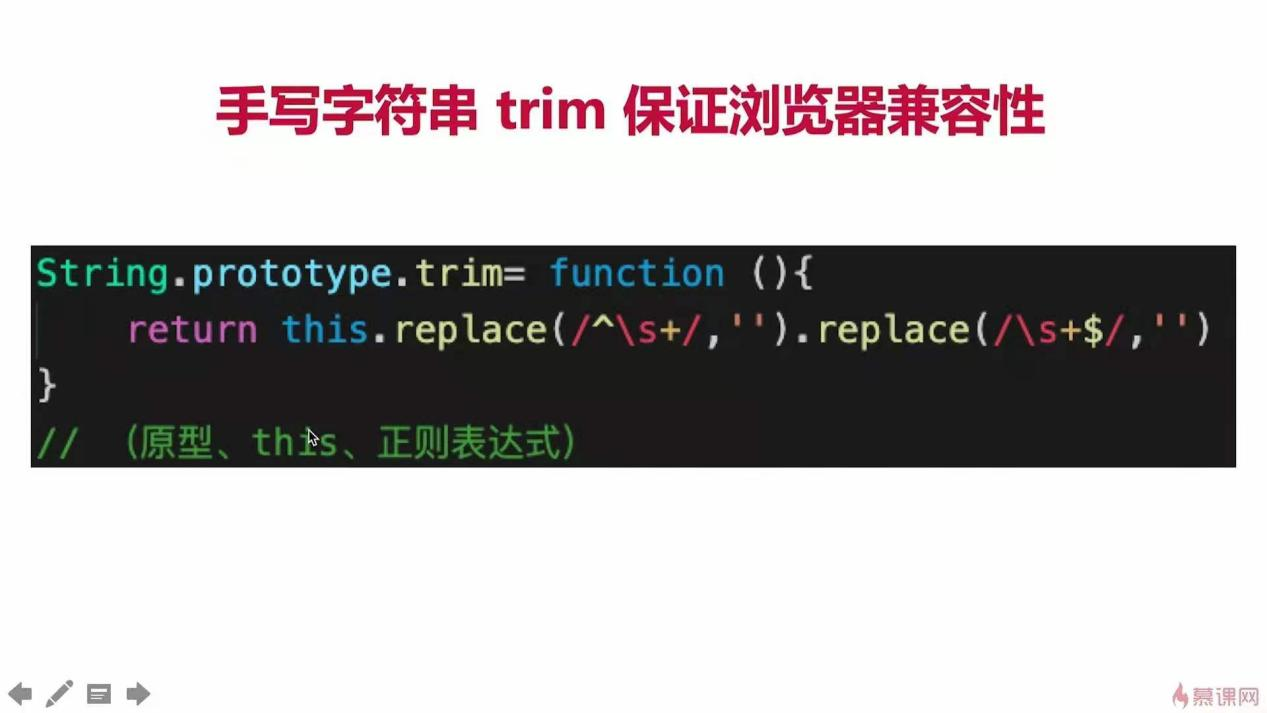 手写字符串 trim 保证浏览器兼容性
String.prototype.trim= function (){
    return this.replace(/^\s+/,'').replace(/\s+$/,'')
}
// （原型、this、正则表达式）
慕课网